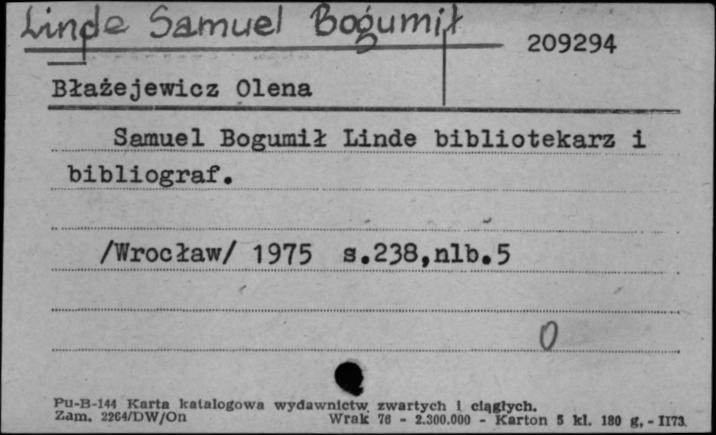 Linde Samuel Bogumił
209294
Błażejewicz Olena
Samuel Bogumił Linde bibliotekarz i
bibliograf.
/Wrocław/ 1975 s.238,nlb.5
0
Pu-B-144 Karta katalogowa wydawnictw zwartych i ciągłych.
Zam. 2264/DW/On Wrak 76 - 2.300.000 - Karton 5 kl. 180 g. - II73.